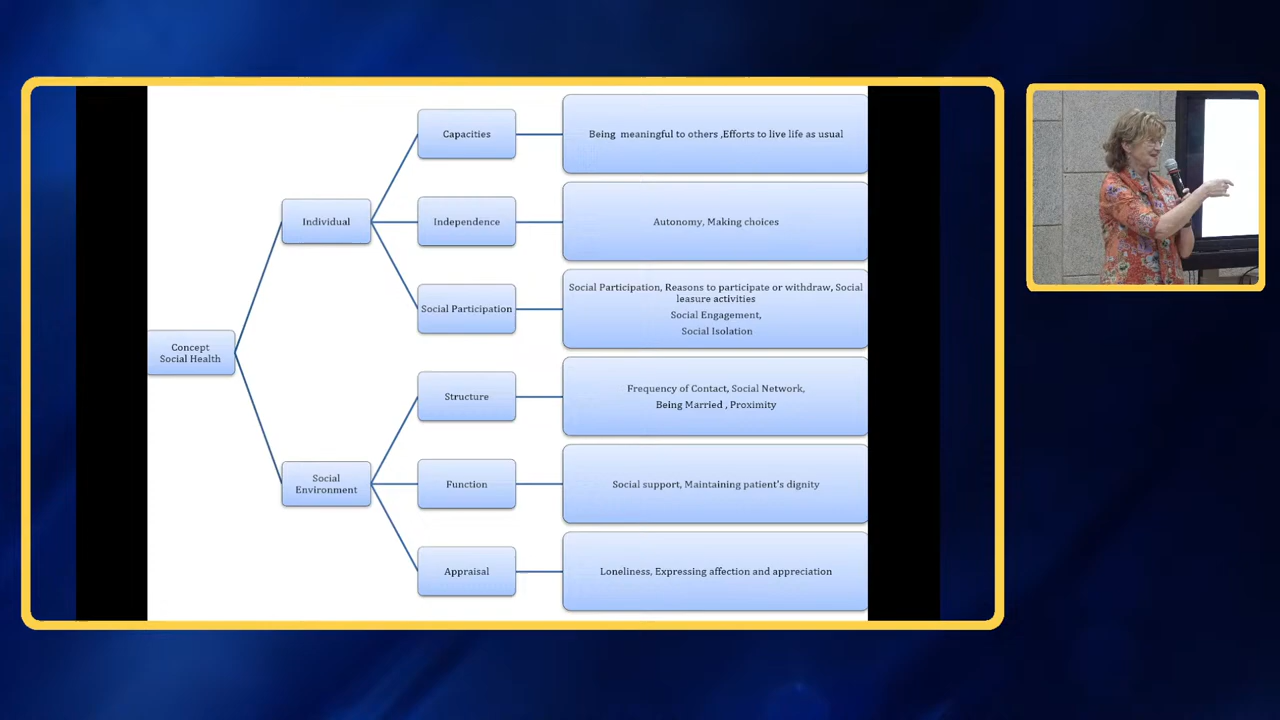 Capacities
Being meaningful to others ,Efforts to live life as usual
Individual
Independence
Autonomy, Making choices
Social Participation
Social Participation, Reasons to participate or withdraw, Social
leasure activities
Social Engagement,
Social Isolation
Concept
Social Health
Structure
Frequency of Contact, Social Network,
Being Married , Proximity
Social
Environment
Function
Social support, Maintaining patient's dignity
Appraisal
Loneliness, Expressing affection and appreciation